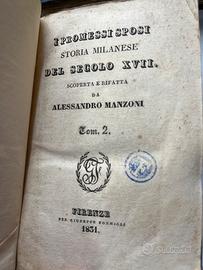 I PROMESSI SPOSI
STORIA MILANESE
DEL SECOLO XVII.
SCOPERTA E RIFATTA
DA
ALESSANDRO MANZONI
Tom. 2.
FIRENZE
PER GIUSEPPE FORMIGLI
1831.
subito